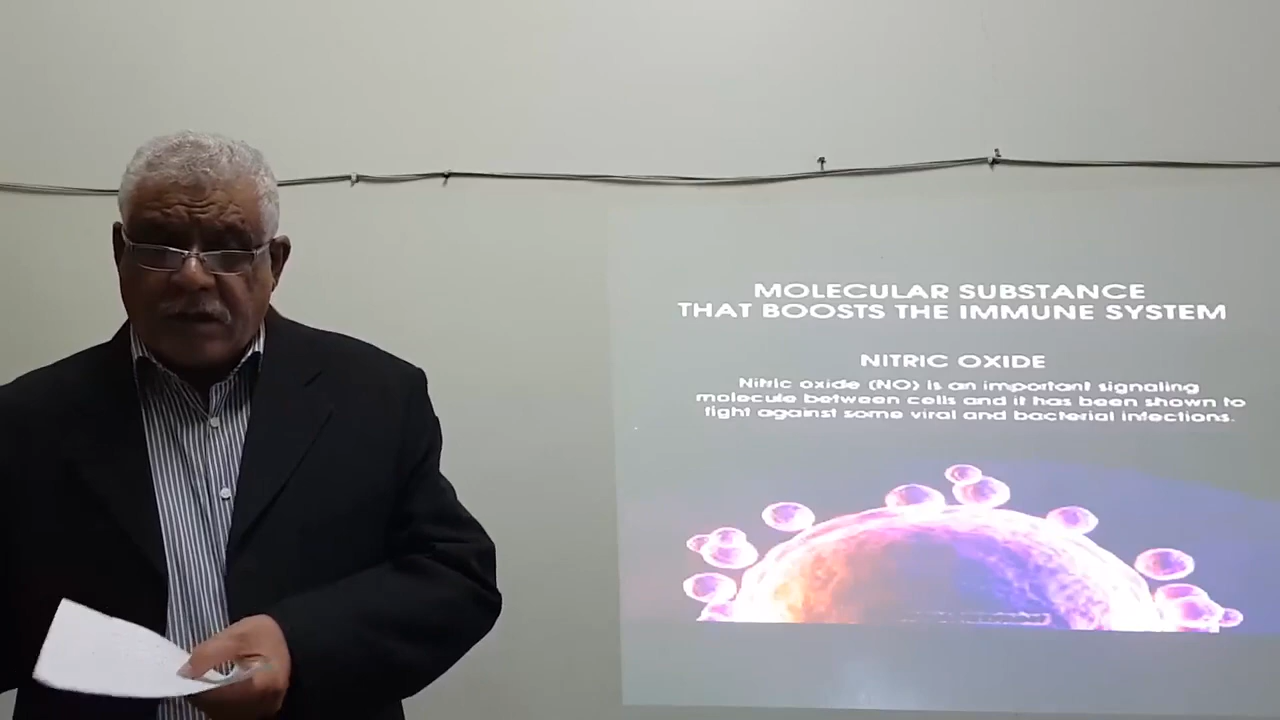 MOLECULAR SUBSTANCE
THAT BOOSTS THE IMMUNE SYSTEM
NITRIC OXIDE
Nitric oxide (NO) is an important signaling
molecule between cells and it has been shown to
fight against some viral and bacterial infections.